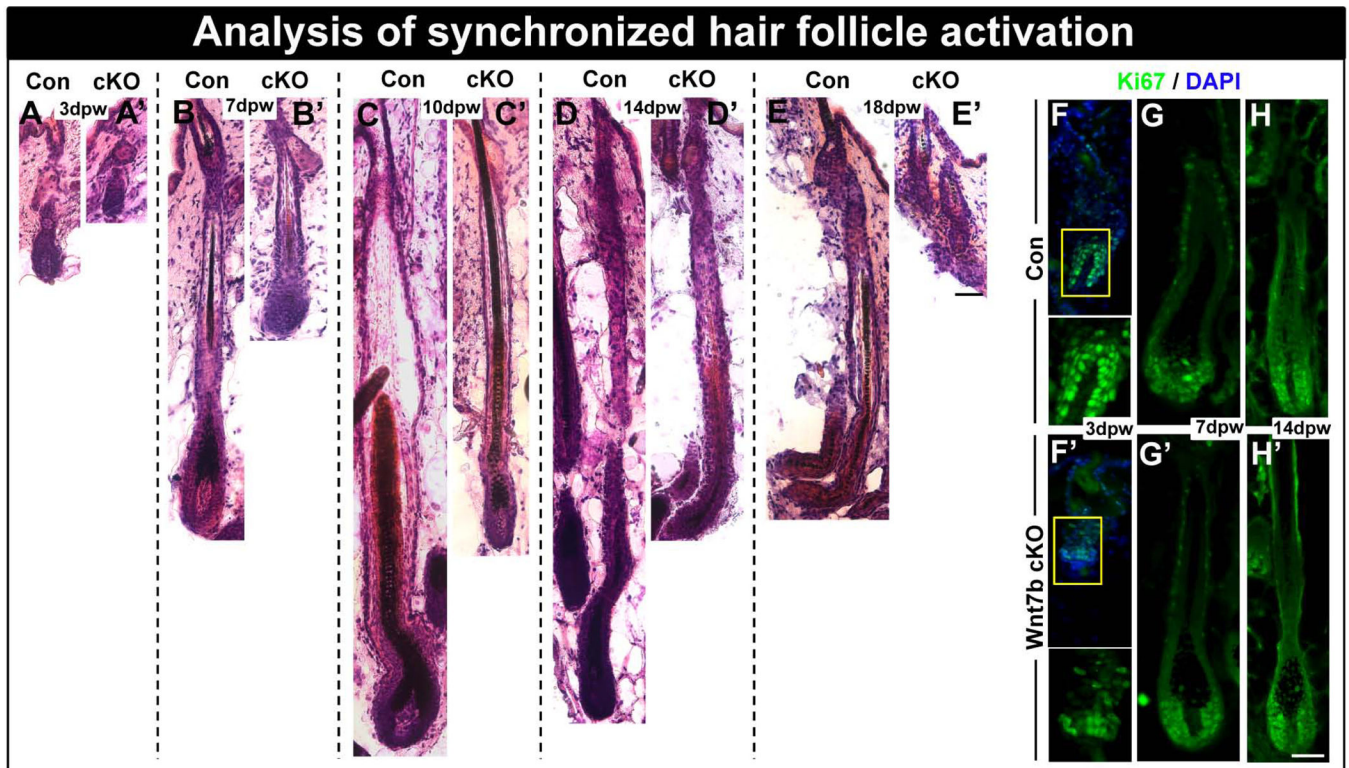 Analysis of synchronized hair follicle activation
Con cKO Con cKO Con cKO Con cKO Con cKO
Ki67 / DAPI
A 3dpw A' B 7dpw B' C 10dpw C' D 14dpw D' E 18dpw E' F G H
Con
3dpw 7dpw 14dpw
F' G' H'
Wnt7b cKO